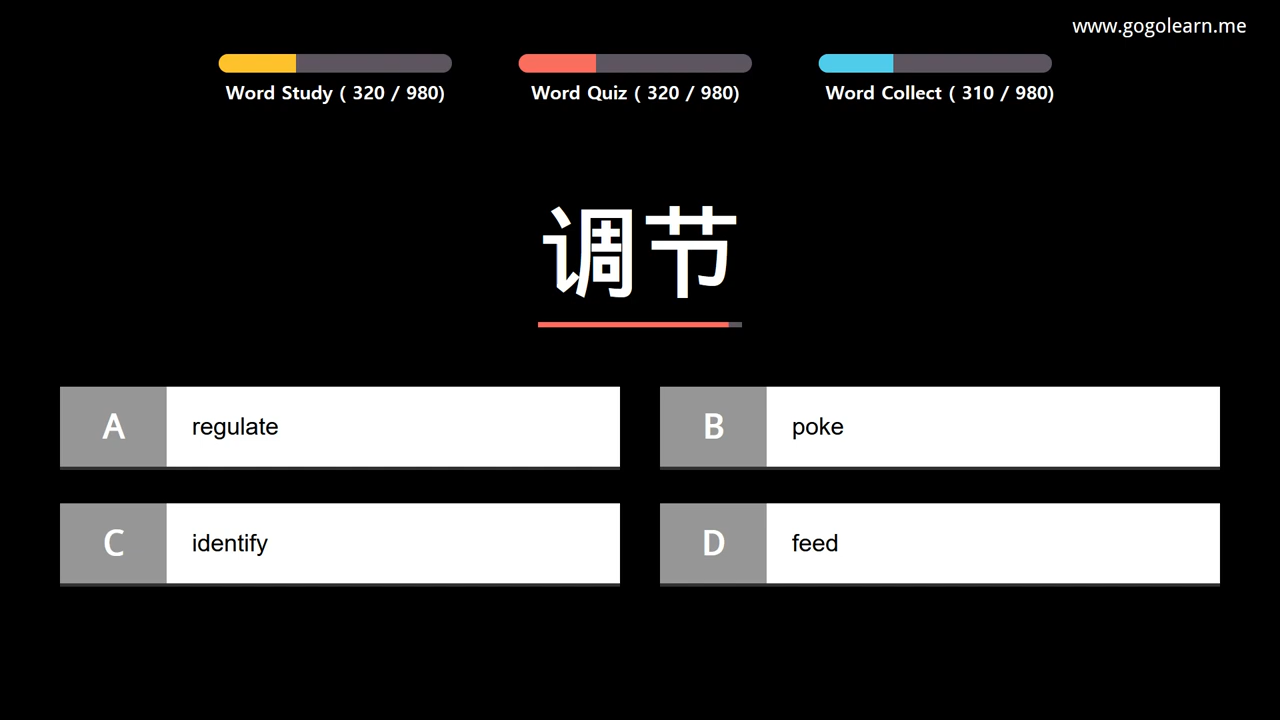 www.gogolearn.me
Word Study ( 320 / 980)
Word Quiz ( 320 / 980)
Word Collect ( 310 / 980)
调节
A
regulate
B
poke
C
identify
D
feed